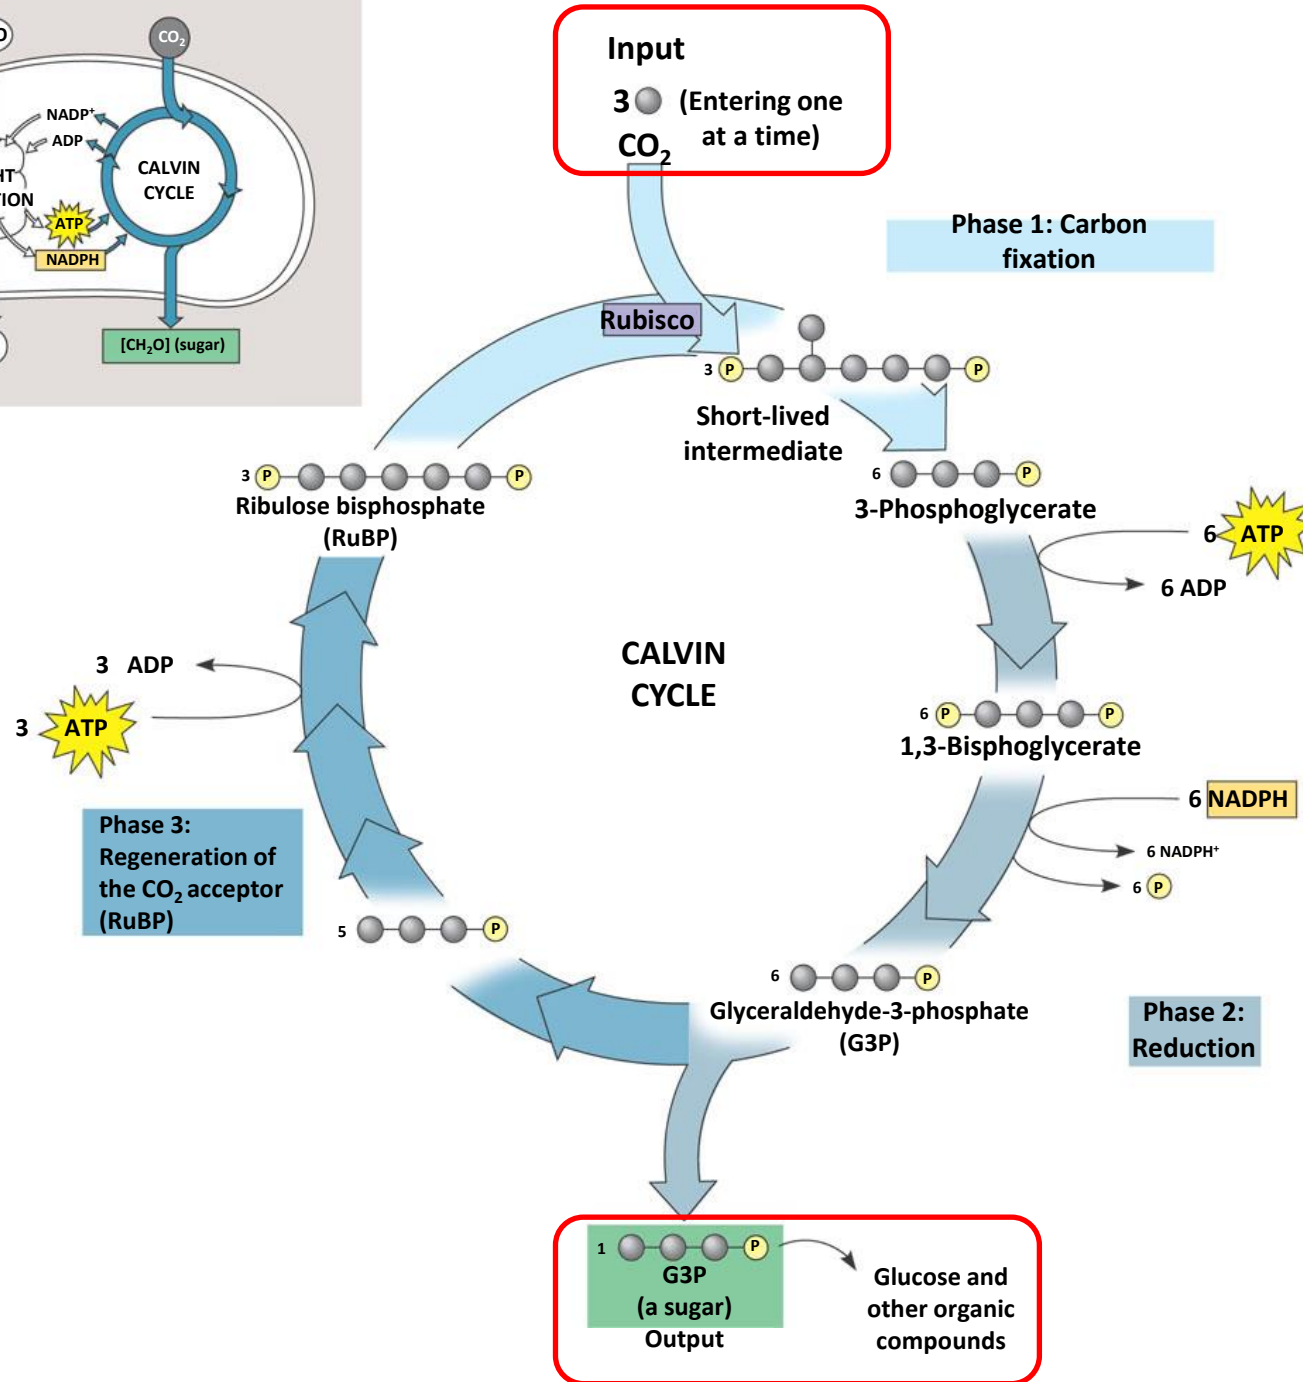 O
CO2
NADP+
ADP
CALVIN
CYCLE
HT
TION
ATP
NADPH
[CH2O] (sugar)
Input
3 (Entering one
at a time)
CO2
Phase 1: Carbon
fixation
Rubisco
3 P P
Short-lived
intermediate
3 P P
Ribulose bisphosphate
(RuBP)
6 P
3-Phosphoglycerate
6 ATP
6 ADP
CALVIN
CYCLE
3 ADP
3 ATP
6 P P
1,3-Bisphoglycerate
6 NADPH
6 NADPH+
6 P
Phase 3:
Regeneration of
the CO2 acceptor
(RuBP)
5 P
6 P
Glyceraldehyde-3-phosphate
(G3P)
Phase 2:
Reduction
1 P
G3P
(a sugar)
Output
Glucose and
other organic
compounds